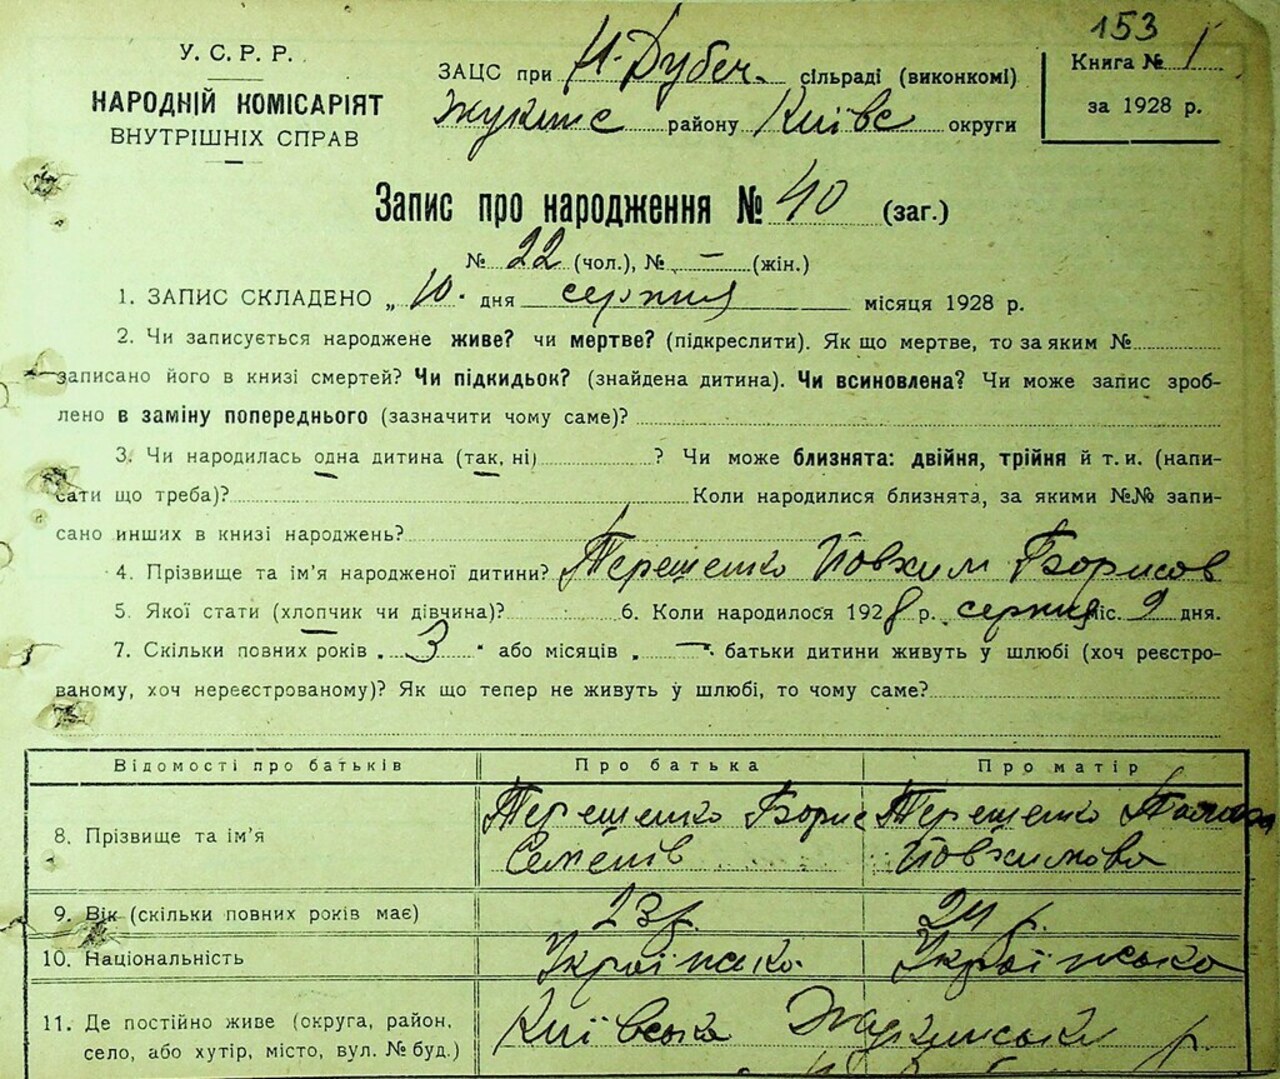 153
У. С. Р. Р.
НАРОДНІЙ КОМІСАРІЯТ
ВНУТРІШНІХ СПРАВ
ЗАЦС при Н-Дубеч. сільраді (виконкомі)
Жукинс району Київс округи
Книга № 1
за 1928 р.
Запис про народження № 40 (заг.)
№ 22 (чол.), № — (жін.)
1. ЗАПИС СКЛАДЕНО „ 10. дня серпня місяця 1928 р.
2. Чи записується народжене живе? чи мертве? (підкреслити). Як що мертве, то за яким №
записано його в книзі смертей? Чи підкидьок? (знайдена дитина). Чи всиновлена? Чи може запис зроб-
лено в заміну попереднього (зазначити чому саме)?
3. Чи народилась одна дитина (так, ні) ? Чи може близнята: двійня, трійня й т. и. (напи-
сати що треба)? Коли народилися близнята, за якими №№ запи-
сано инших в книзі народжень?
4. Прізвище та ім’я народженої дитини? Терещенко Йовхим Борисов
5. Якої стати (хлопчик чи дівчина)? 6. Коли народилося 1928 р. серпня міс. 9 дня.
7. Скільки повних років „ 3 " або місяців „ — " батьки дитини живуть у шлюбі (хоч реєстро-
ваному, хоч нереєстрованому)? Як що тепер не живуть у шлюбі, то чому саме?
Відомості про батьків Про батька Про матір
8. Прізвище та ім’я Терещенко Борис Семенів Терещенко Йовхимова
9. Вік (скільки повних років має) 23 р. 24 р.
10. Національність Українська Українська
11. Де постійно живе (округа, район,
село, або хутір, місто, вул. № буд.) Київська Жукинська р.